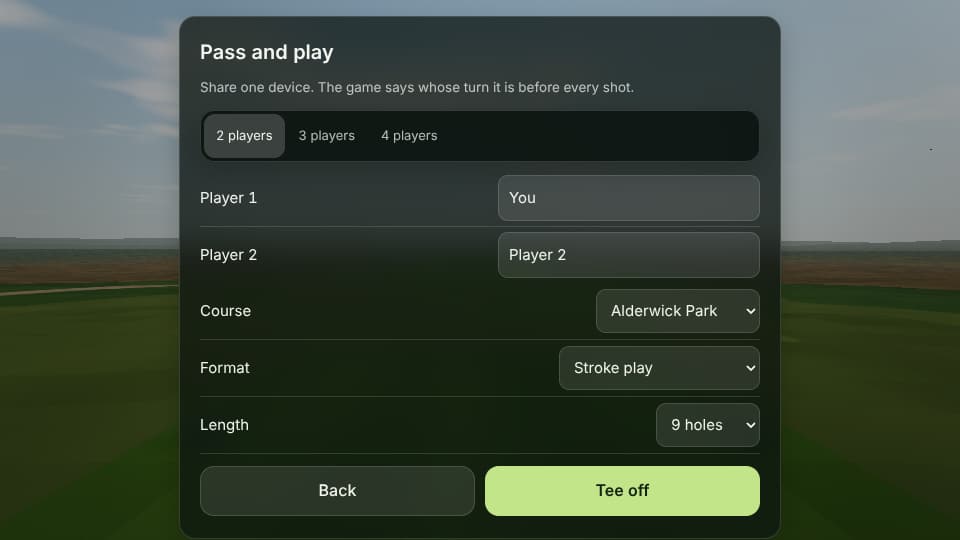 Pass and play
Share one device. The game says whose turn it is before every shot.
2 players 3 players 4 players
Player 1 You
Player 2 Player 2
Course Alderwick Park
Format Stroke play
Length 9 holes
Back Tee off